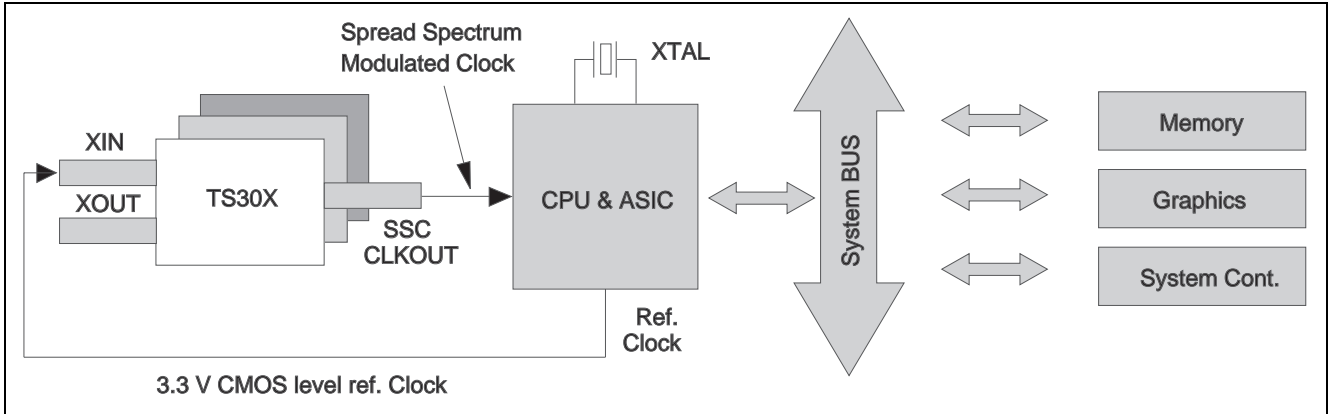 Spread Spectrum
Modulated Clock
XTAL
XIN
XOUT
TS30X
SSC
CLKOUT
CPU & ASIC
System BUS
Memory
Graphics
System Cont.
Ref.
Clock
3.3 V CMOS level ref. Clock